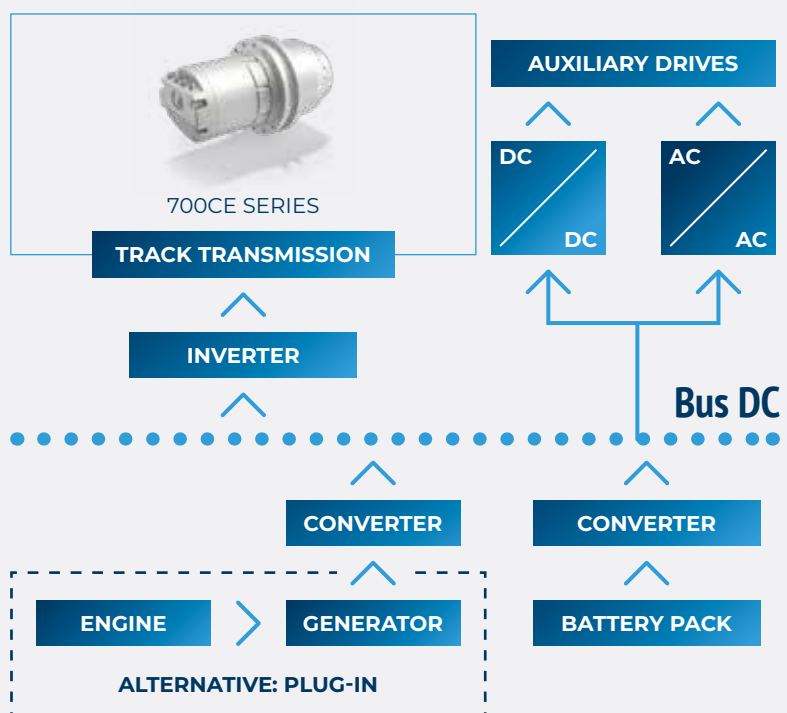 AUXILIARY DRIVES
DC
DC
AC
AC
700CE SERIES
TRACK TRANSMISSION
INVERTER
Bus DC
CONVERTER
CONVERTER
ENGINE
GENERATOR
BATTERY PACK
ALTERNATIVE: PLUG-IN